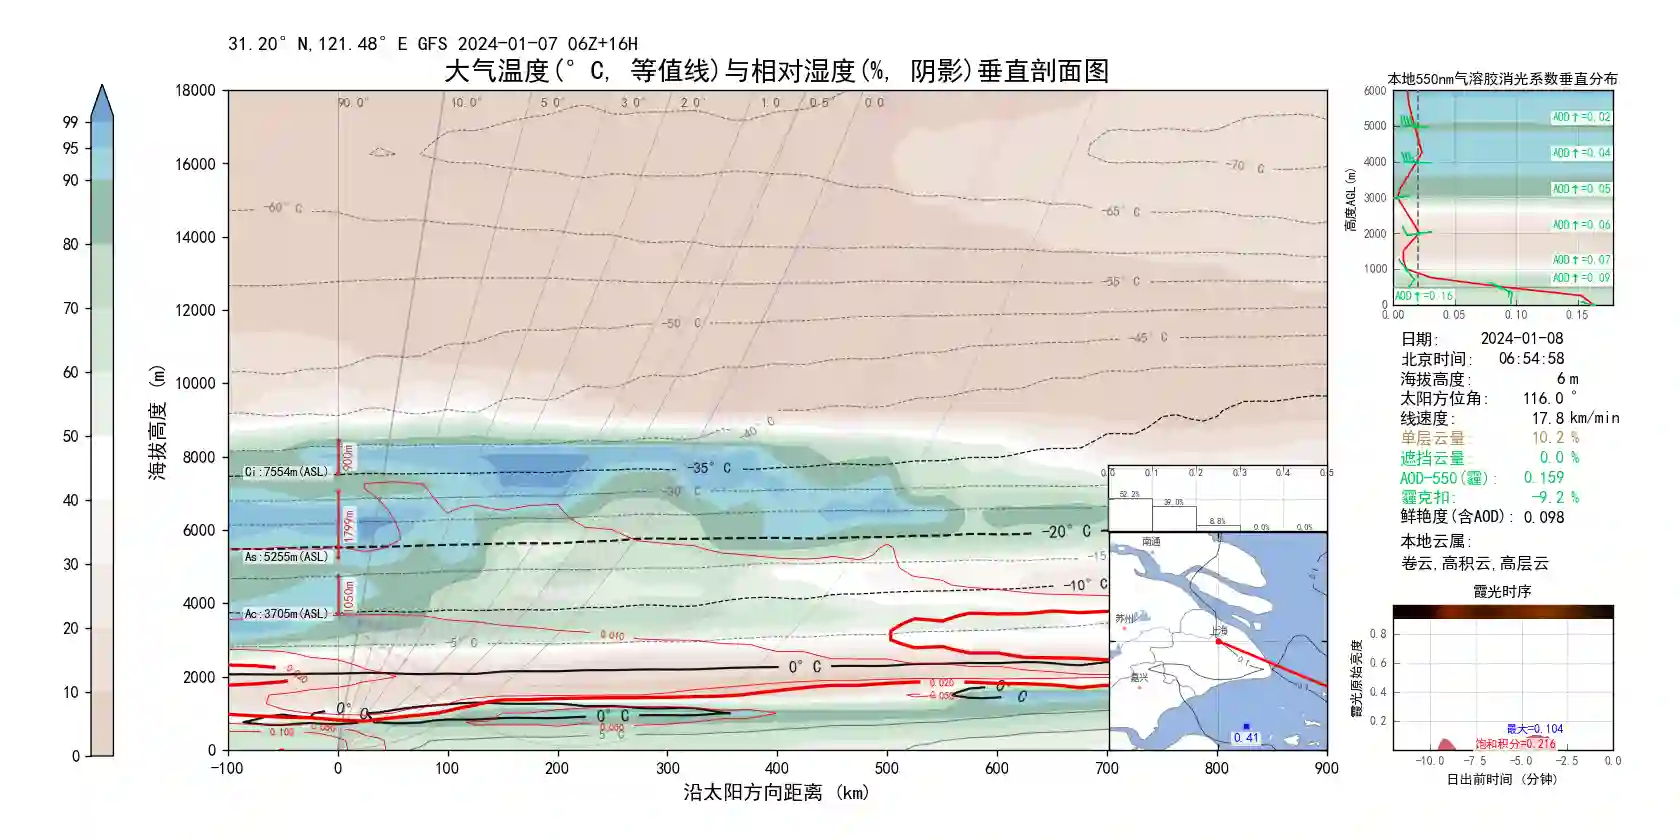 31.20° N,121.48° E GFS 2024-01-07 06Z+16H
大气温度(° C, 等值线)与相对湿度(%, 阴影)垂直剖面图
99
95
90
80
70
60
50
40
30
20
10
0
海拔高度 (m)
18000
16000
14000
12000
10000
8000
6000
4000
2000
0
90.0° 10.0° 5.0° 3.0° 2.0° 1.0 0.5° 0.0
-70 ° C
-60° C
-65° C
-55° C
-50 ° C
-45° C
-40 ° C
-35° C
-30 ° C
-20° C
-15
-10° C
-5° C
0° C
0° C
0° C
0° C
5° C
Ci:7554m(ASL)
As:5255m(ASL)
Ac:3705m(ASL)
900m
1799m
1050m
0.010
0.020
0.050
0.100
-100 0 100 200 300 400 500 600 700 800 900
沿太阳方向距离 (km)
0.0 0.1 0.2 0.3 0.4 0.5
52.2% 39.0% 8.8% 0.0% 0.0%
南通
苏州
上海
嘉兴
0.41
本地550nm气溶胶消光系数垂直分布
高度AGL(m)
6000
5000
4000
3000
2000
1000
0
AOD↑=0.02
AOD↑=0.04
AOD↑=0.05
AOD↑=0.06
AOD↑=0.07
AOD↑=0.09
AOD↑=0.16
0.00 0.05 0.10 0.15
日期: 2024-01-08
北京时间: 06:54:58
海拔高度: 6 m
太阳方位角: 116.0 °
线速度: 17.8 km/min
单层云量: 10.2 %
遮挡云量: 0.0 %
AOD-550(霾): 0.159
霾克扣: -9.2 %
鲜艳度(含AOD): 0.098
本地云属:
卷云,高积云,高层云
霞光时序
霞光原始亮度
0.8
0.6
0.4
0.2
最大=0.104
饱和积分=0.216
-10.0 -7.5 -5.0 -2.5 0.0
日出前时间 (分钟)